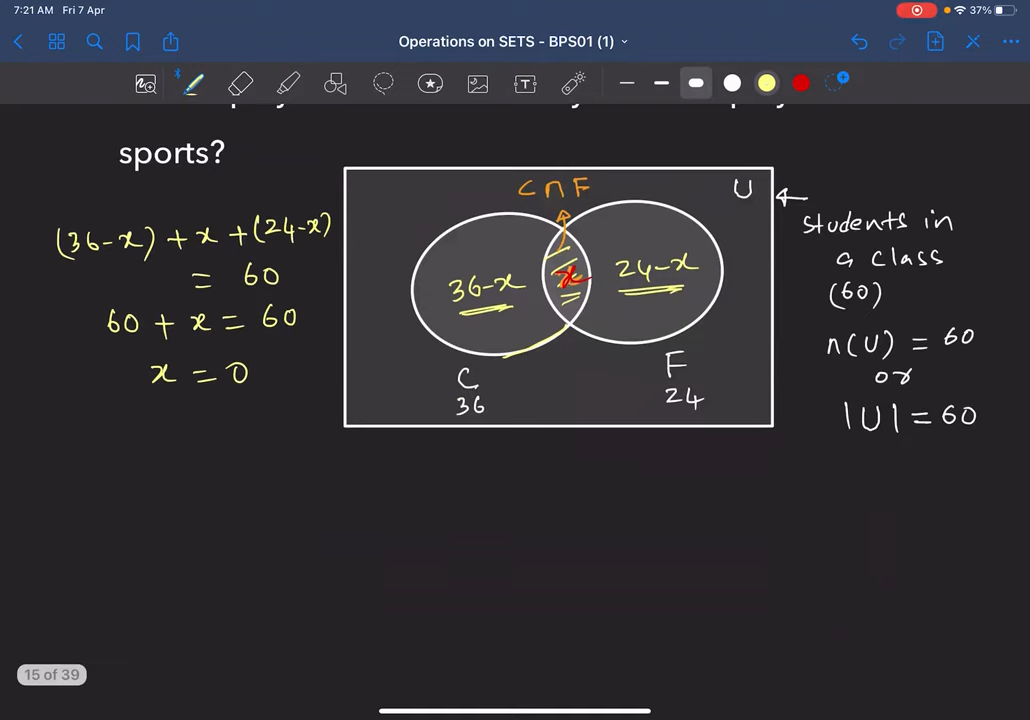 7:21 AM Fri 7 Apr
37%
Operations on SETS - BPS01 (1)
sports?
C ∩ F
U
(36-x) + x + (24-x)
= 60
60 + x = 60
x = 0
36-x
x
24-x
C
36
F
24
students in
a class
(60)
n(U) = 60
or
|U| = 60
15 of 39